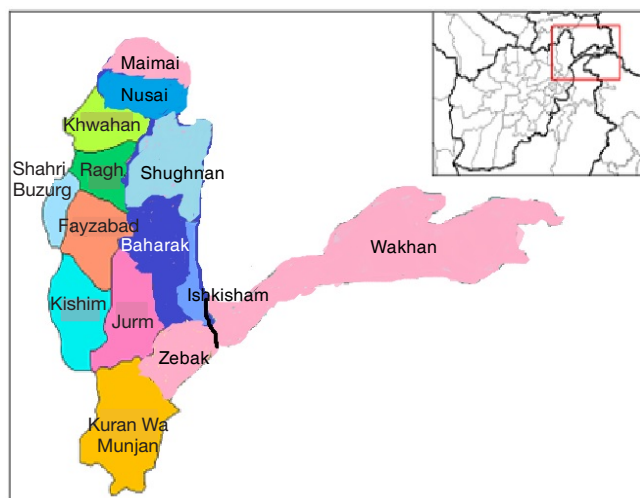 Maimai
Nusai
Khwahan
Ragh
Shughnan
Shahri
Buzurg
Fayzabad
Baharak
Wakhan
Ishkisham
Kishim
Jurm
Zebak
Kuran Wa
Munjan